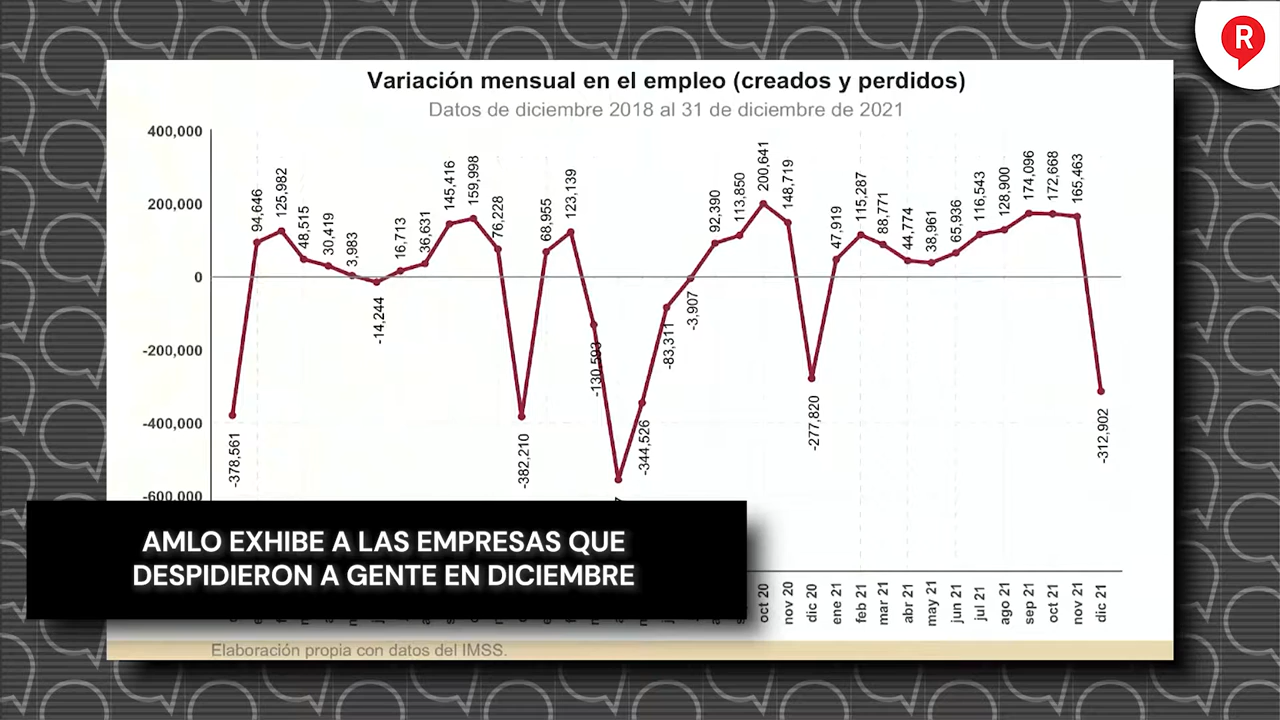 R
Variación mensual en el empleo (creados y perdidos)
Datos de diciembre 2018 al 31 de diciembre de 2021
400,000
200,000
0
-200,000
-400,000
-600,000
-378,561
94,646
125,982
48,515
30,419
3,983
-14,244
16,713
36,631
145,416
159,998
76,228
-382,210
68,955
123,139
-130,593
-344,526
-83,311
-3,907
92,390
113,850
200,641
148,719
-277,820
47,919
115,287
88,771
44,774
38,961
65,936
116,543
128,900
174,096
172,668
165,463
-312,902
oct 20
nov 20
dic 20
ene 21
feb 21
mar 21
abr 21
may 21
jun 21
jul 21
ago 21
sep 21
oct 21
nov 21
dic 21
AMLO EXHIBE A LAS EMPRESAS QUE
DESPIDIERON A GENTE EN DICIEMBRE
Elaboración propia con datos del IMSS.